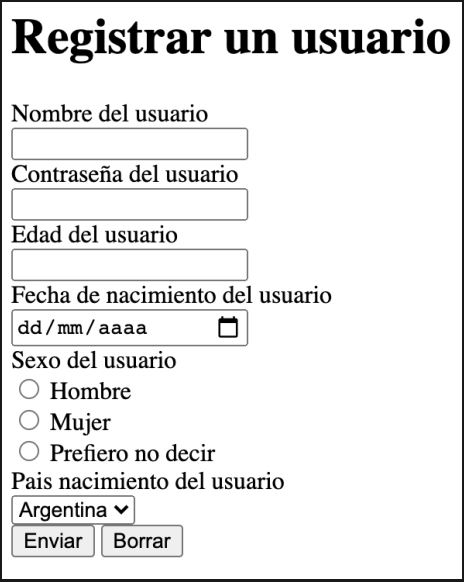 Registrar un usuario
Nombre del usuario
Contraseña del usuario
Edad del usuario
Fecha de nacimiento del usuario
dd/mm/aaaa
Sexo del usuario
Hombre
Mujer
Prefiero no decir
Pais nacimiento del usuario
Argentina
Enviar Borrar